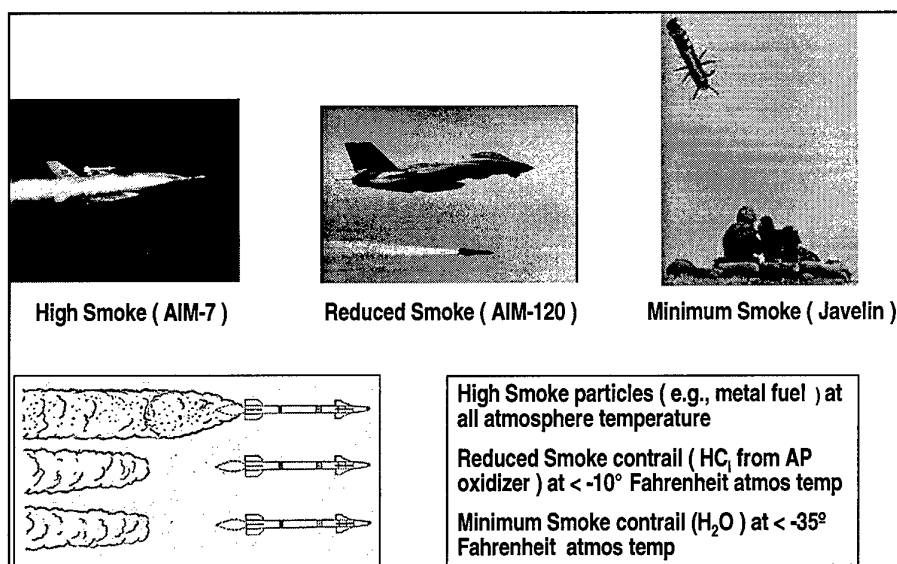 High Smoke ( AIM-7 )
Reduced Smoke ( AIM-120 )
Minimum Smoke ( Javelin )
High Smoke particles ( e.g., metal fuel ) at
all atmosphere temperature
Reduced Smoke contrail ( HCl from AP
oxidizer ) at < -10° Fahrenheit atmos temp
Minimum Smoke contrail (H₂O ) at < -35º
Fahrenheit atmos temp